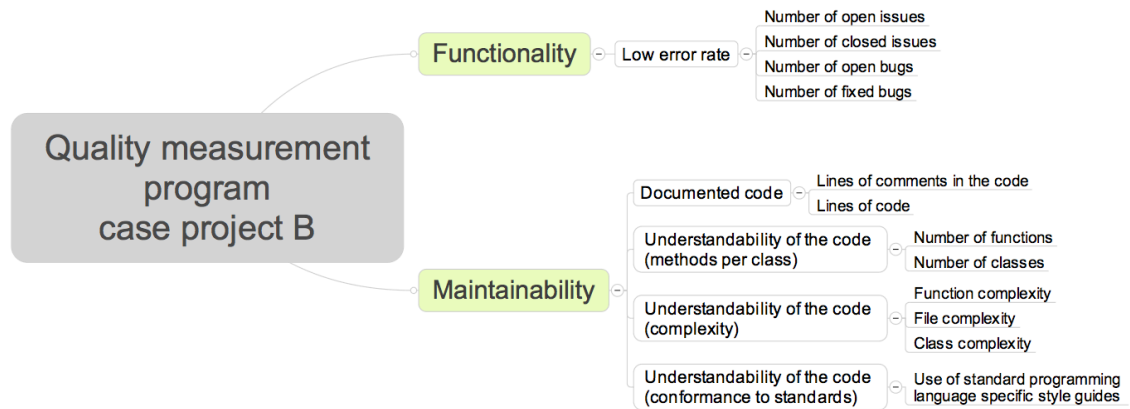 Quality measurement
program
case project B
Functionality
Low error rate
Number of open issues
Number of closed issues
Number of open bugs
Number of fixed bugs
Maintainability
Documented code
Lines of comments in the code
Lines of code
Understandability of the code
(methods per class)
Number of functions
Number of classes
Understandability of the code
(complexity)
Function complexity
File complexity
Class complexity
Understandability of the code
(conformance to standards)
Use of standard programming
language specific style guides